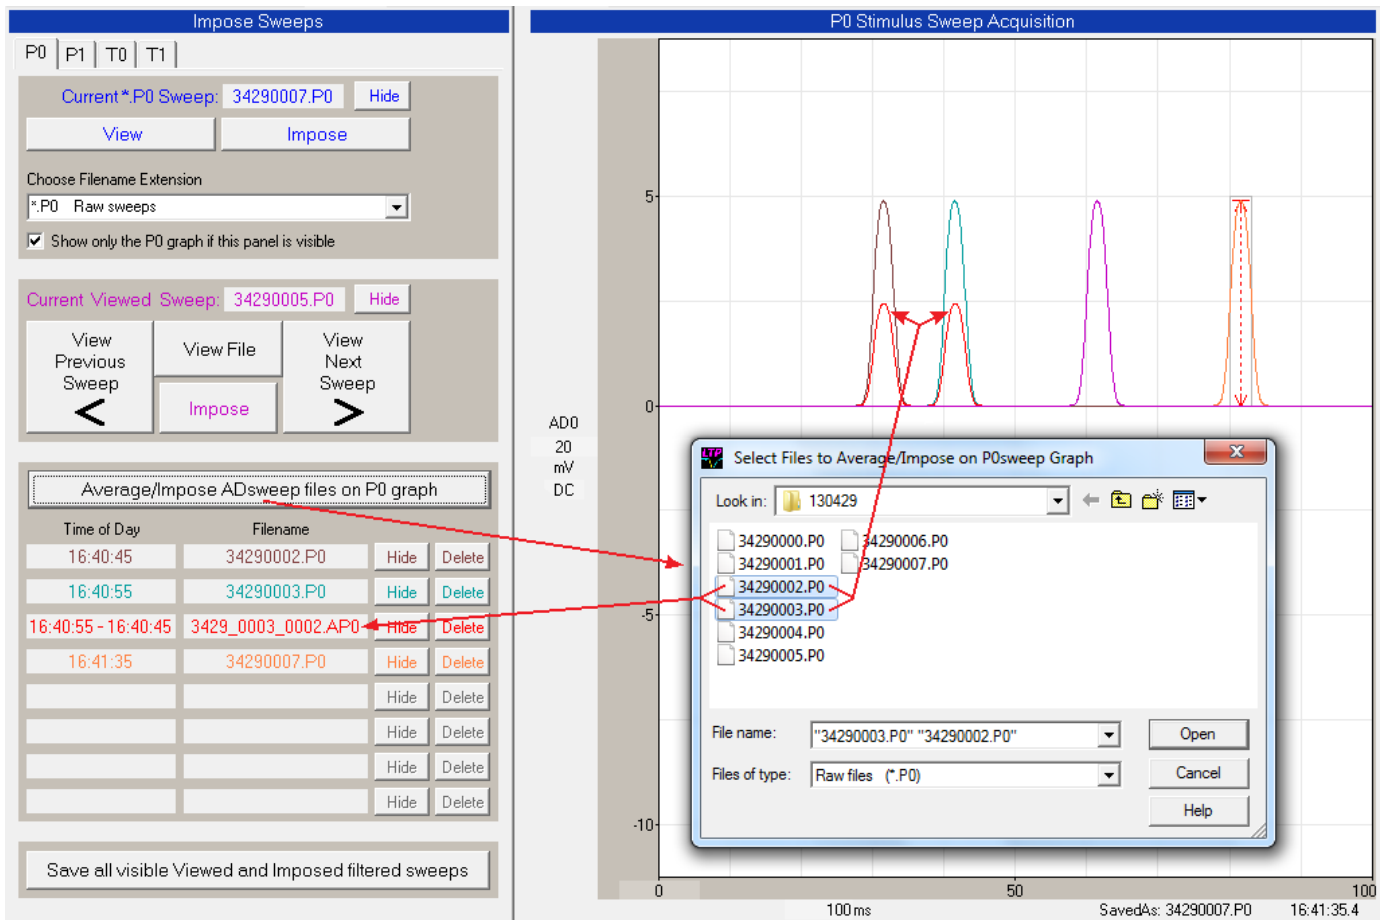 Impose Sweeps
P0 P1 T0 T1
Current *.P0 Sweep: 34290007.P0 Hide
View Impose
Choose Filename Extension
*.P0 Raw sweeps
Show only the P0 graph if this panel is visible
Current Viewed Sweep: 34290005.P0 Hide
View Previous Sweep <
View File
Impose
View Next Sweep >
Average/Impose ADsweep files on P0 graph
Time of Day Filename
16:40:45 34290002.P0 Hide Delete
16:40:55 34290003.P0 Hide Delete
16:40:55 - 16:40:45 3429_0003_0002.AP0 Hide Delete
16:41:35 34290007.P0 Hide Delete
Hide Delete
Hide Delete
Hide Delete
Hide Delete
Save all visible Viewed and Imposed filtered sweeps
P0 Stimulus Sweep Acquisition
5
0
-5
-10
AD0
20
mV
DC
0 50 100
100 ms SavedAs: 34290007.P0 16:41:35.4
LTP Select Files to Average/Impose on P0sweep Graph X
Look in: 130429
34290000.P0 34290006.P0
34290001.P0 34290007.P0
34290002.P0
34290003.P0
34290004.P0
34290005.P0
File name: "34290003.P0" "34290002.P0" Open
Files of type: Raw files (*.P0) Cancel
Help